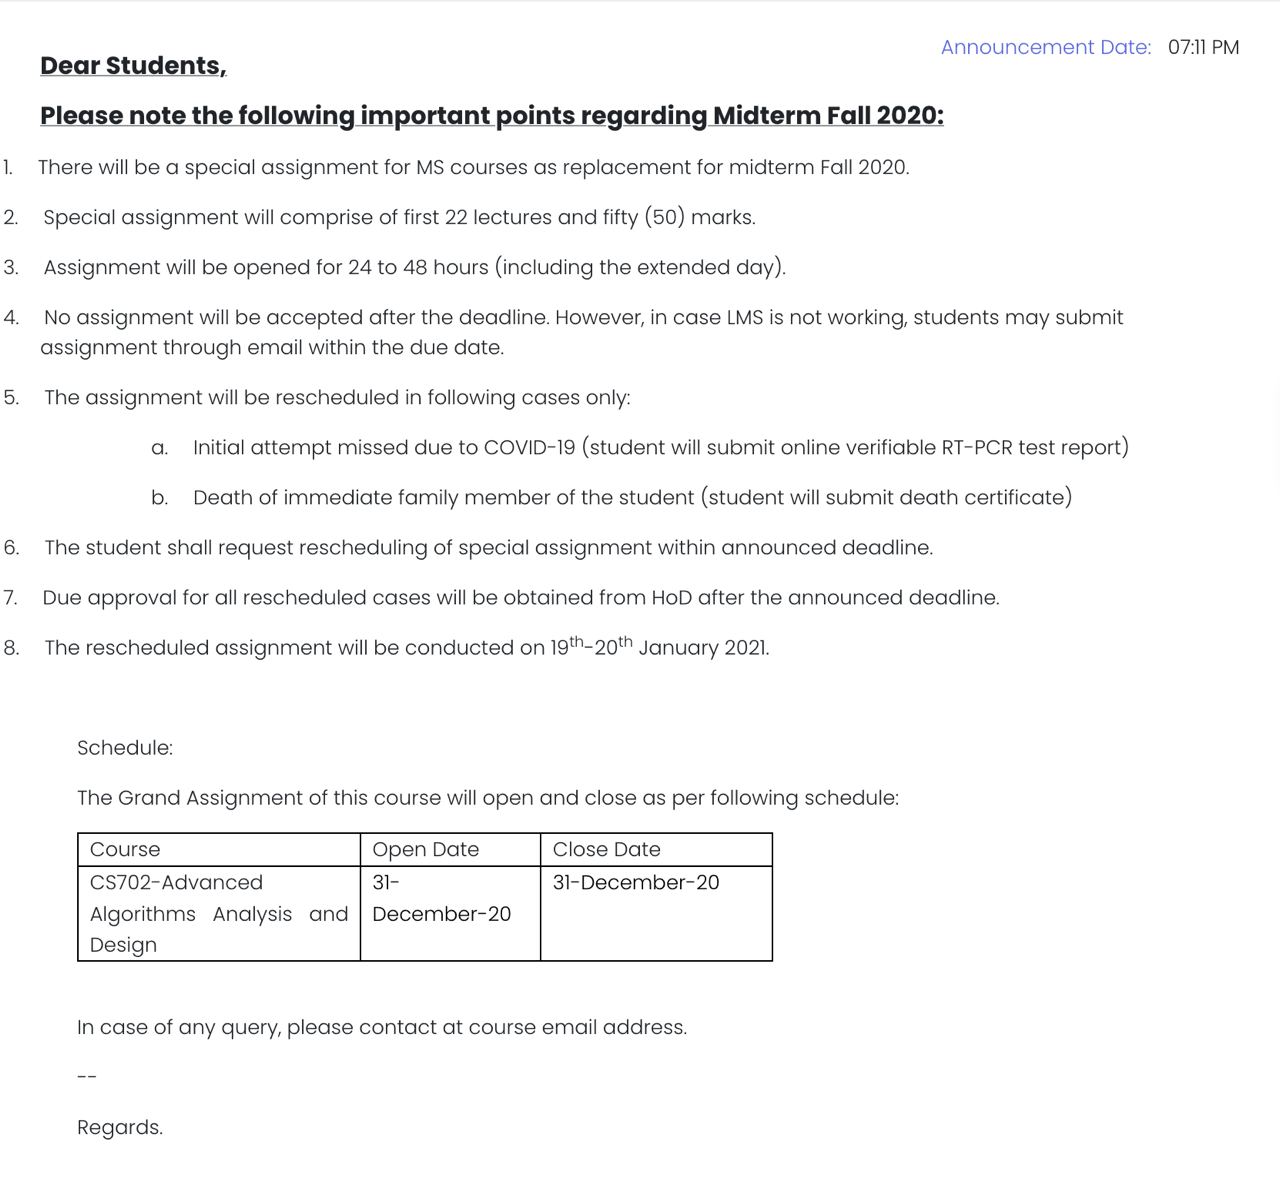 Announcement Date: 07:11 PM
Dear Students,
Please note the following important points regarding Midterm Fall 2020:
1. There will be a special assignment for MS courses as replacement for midterm Fall 2020.
2. Special assignment will comprise of first 22 lectures and fifty (50) marks.
3. Assignment will be opened for 24 to 48 hours (including the extended day).
4. No assignment will be accepted after the deadline. However, in case LMS is not working, students may submit
assignment through email within the due date.
5. The assignment will be rescheduled in following cases only:
a. Initial attempt missed due to COVID-19 (student will submit online verifiable RT-PCR test report)
b. Death of immediate family member of the student (student will submit death certificate)
6. The student shall request rescheduling of special assignment within announced deadline.
7. Due approval for all rescheduled cases will be obtained from HoD after the announced deadline.
8. The rescheduled assignment will be conducted on 19th-20th January 2021.
Schedule:
The Grand Assignment of this course will open and close as per following schedule:
Course Open Date Close Date
CS702-Advanced 31- 31-December-20
Algorithms Analysis and December-20
Design
In case of any query, please contact at course email address.
--
Regards.